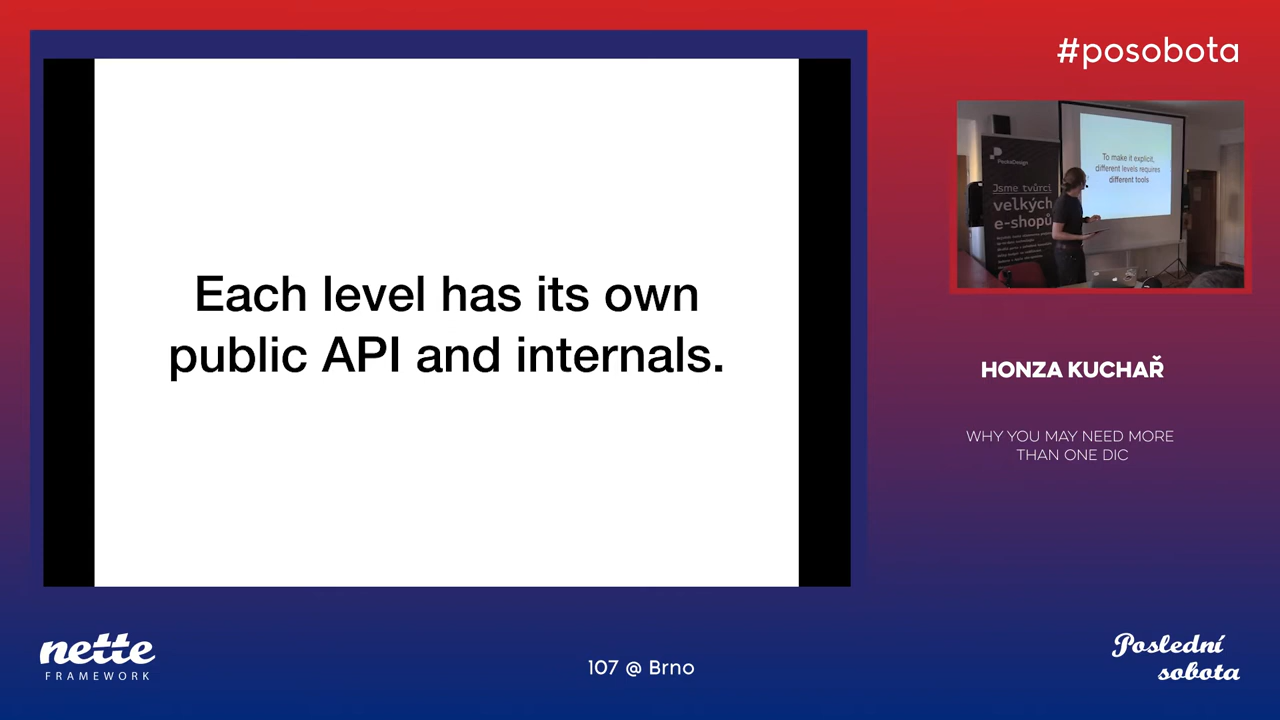 #posobota
Each level has its own
public API and internals.
PeckaDesign
Jsme tvůrci
velkých
e-shopů
To make it explicit,
different levels requires
different tools
HONZA KUCHAŘ
WHY YOU MAY NEED MORE
THAN ONE DIC
nette
FRAMEWORK
107 @ Brno
Poslední
sobota